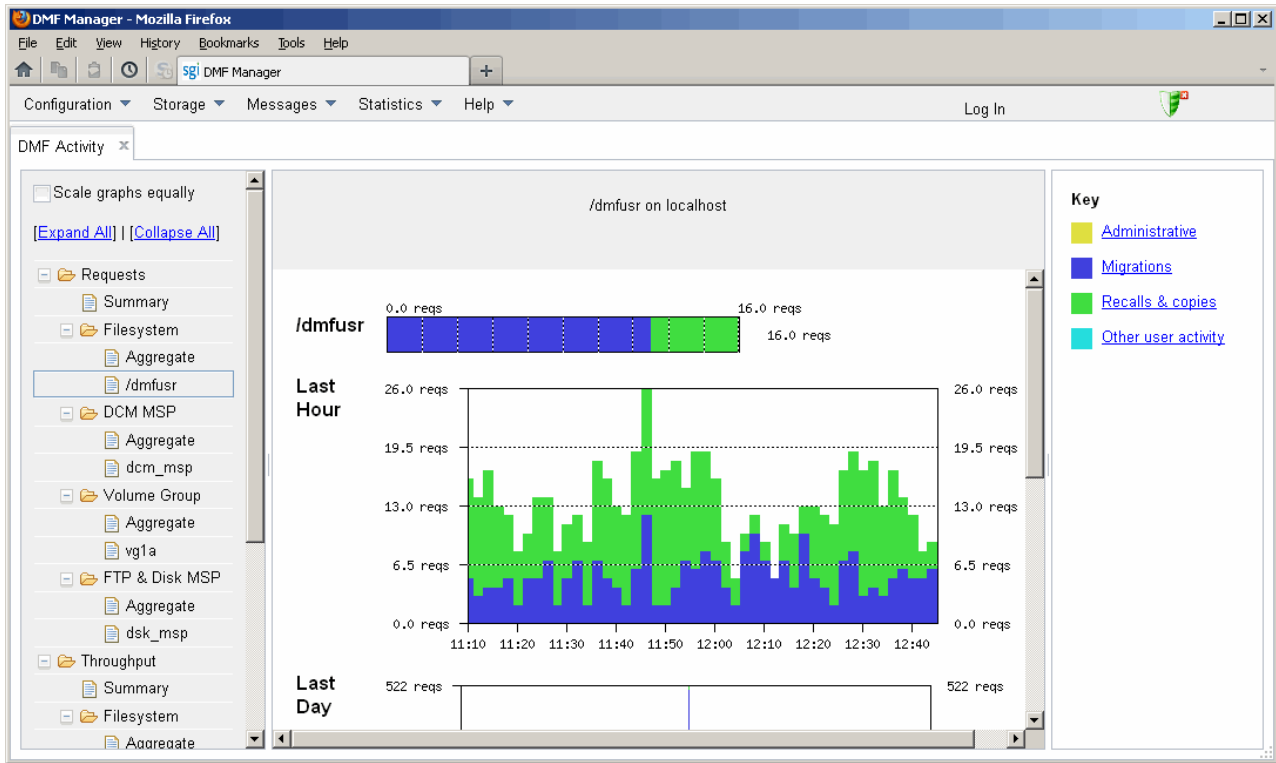 DMF Manager - Mozilla Firefox
File Edit View History Bookmarks Tools Help
sgi DMF Manager
Configuration Storage Messages Statistics Help
Log In
DMF Activity
Scale graphs equally
[Expand All] | [Collapse All]
Requests
Summary
Filesystem
Aggregate
/dmfusr
DCM MSP
Aggregate
dcm_msp
Volume Group
Aggregate
vg1a
FTP & Disk MSP
Aggregate
dsk_msp
Throughput
Summary
Filesystem
Aggregate
/dmfusr on localhost
/dmfusr
0.0 reqs 16.0 reqs
16.0 reqs
Last
Hour
26.0 reqs 26.0 reqs
19.5 reqs 19.5 reqs
13.0 reqs 13.0 reqs
6.5 reqs 6.5 reqs
0.0 reqs 0.0 reqs
11:10 11:20 11:30 11:40 11:50 12:00 12:10 12:20 12:30 12:40
Last
Day
522 reqs 522 reqs
Key
Administrative
Migrations
Recalls & copies
Other user activity